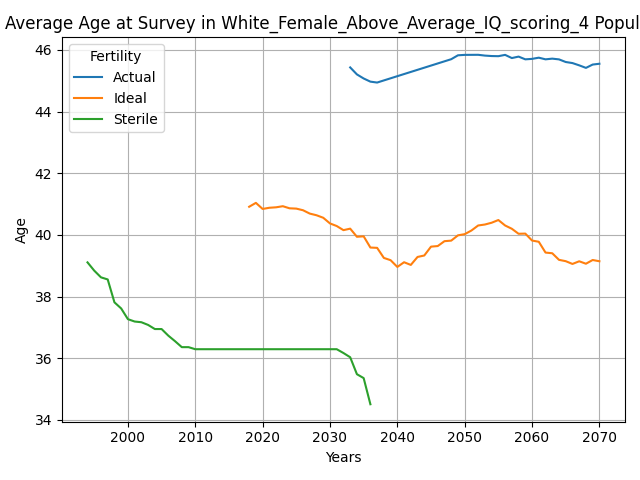 Average Age at Survey in White_Female_Above_Average_IQ_scoring_4 Popul
Fertility
Actual
Ideal
Sterile
Age
46
44
42
40
38
36
34
2000 2010 2020 2030 2040 2050 2060 2070
Years